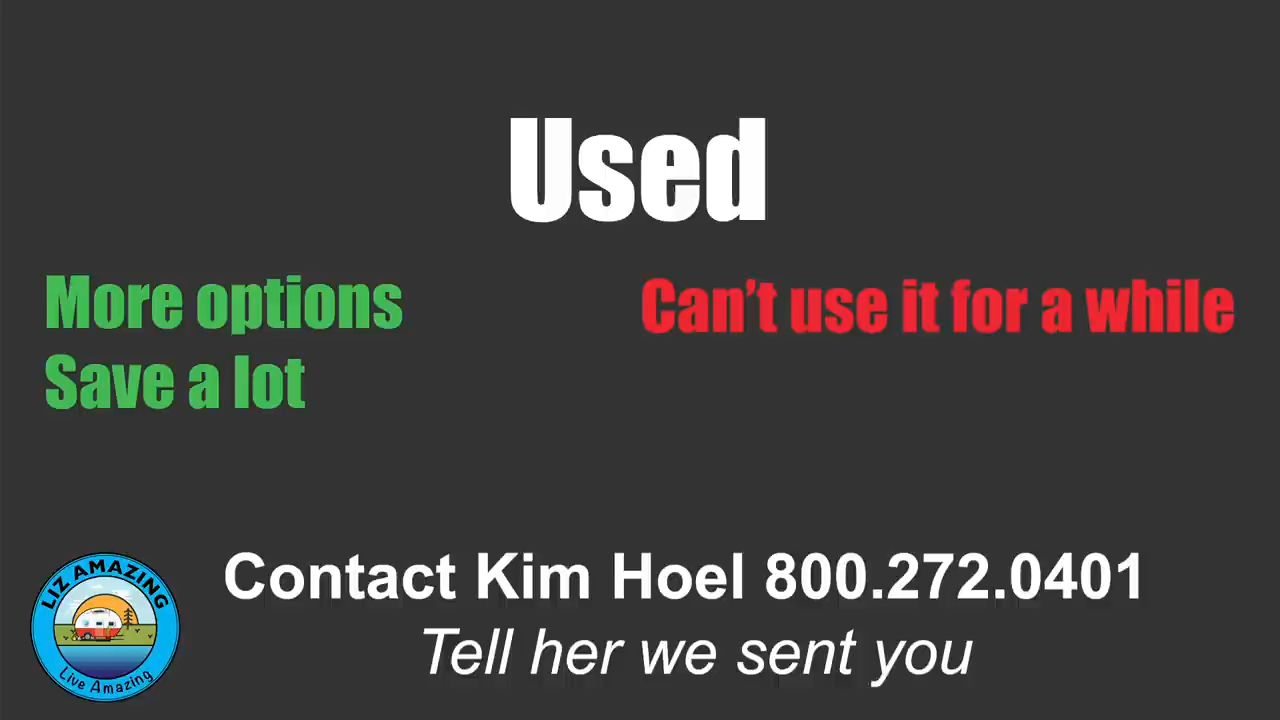 Used
More options
Can't use it for a while
Save a lot
Contact Kim Hoel 800.272.0401
Tell her we sent you
LIZ AMAZING
Live Amazing